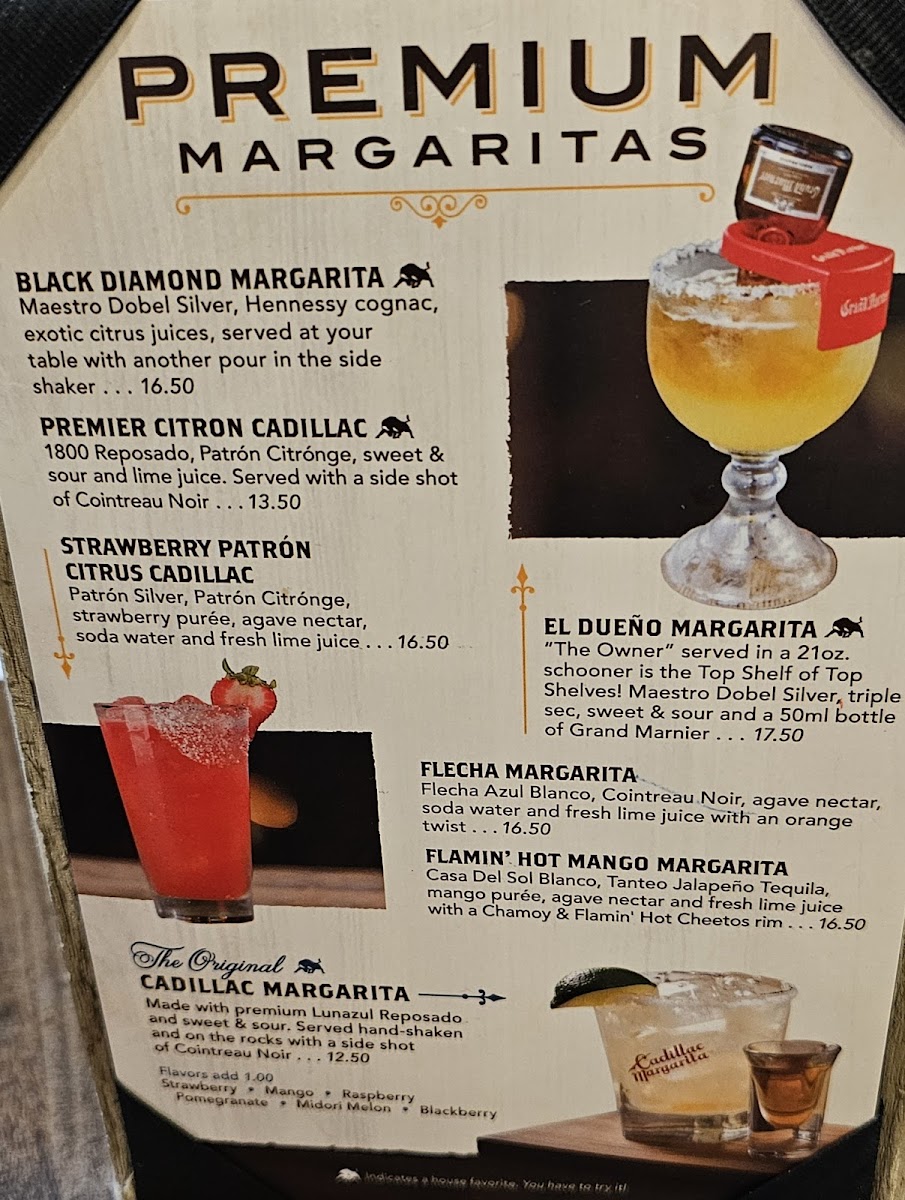 PREMIUM
MARGARITAS
BLACK DIAMOND MARGARITA
Maestro Dobel Silver, Hennessy cognac,
exotic citrus juices, served at your
table with another pour in the side
shaker . . . 16.50
PREMIER CITRON CADILLAC
1800 Reposado, Patrón Citrónge, sweet &
sour and lime juice. Served with a side shot
of Cointreau Noir . . . 13.50
STRAWBERRY PATRÓN
CITRUS CADILLAC
Patrón Silver, Patrón Citrónge,
strawberry purée, agave nectar,
soda water and fresh lime juice . . . 16.50
Grand Marnier
EL DUEÑO MARGARITA
"The Owner" served in a 21oz.
schooner is the Top Shelf of Top
Shelves! Maestro Dobel Silver, triple
sec, sweet & sour and a 50ml bottle
of Grand Marnier . . . 17.50
FLECHA MARGARITA
Flecha Azul Blanco, Cointreau Noir, agave nectar,
soda water and fresh lime juice with an orange
twist . . . 16.50
FLAMIN' HOT MANGO MARGARITA
Casa Del Sol Blanco, Tanteo Jalapeño Tequila,
mango purée, agave nectar and fresh lime juice
with a Chamoy & Flamin' Hot Cheetos rim . . . 16.50
The Original
CADILLAC MARGARITA
Made with premium Lunazul Reposado
and sweet & sour. Served hand-shaken
and on the rocks with a side shot
of Cointreau Noir . . . 12.50
Flavors add 1.00
Strawberry • Mango • Raspberry
Pomegranate • Midori Melon • Blackberry
Cadillac
Margarita
Indicates a house favorite. You have to try it!